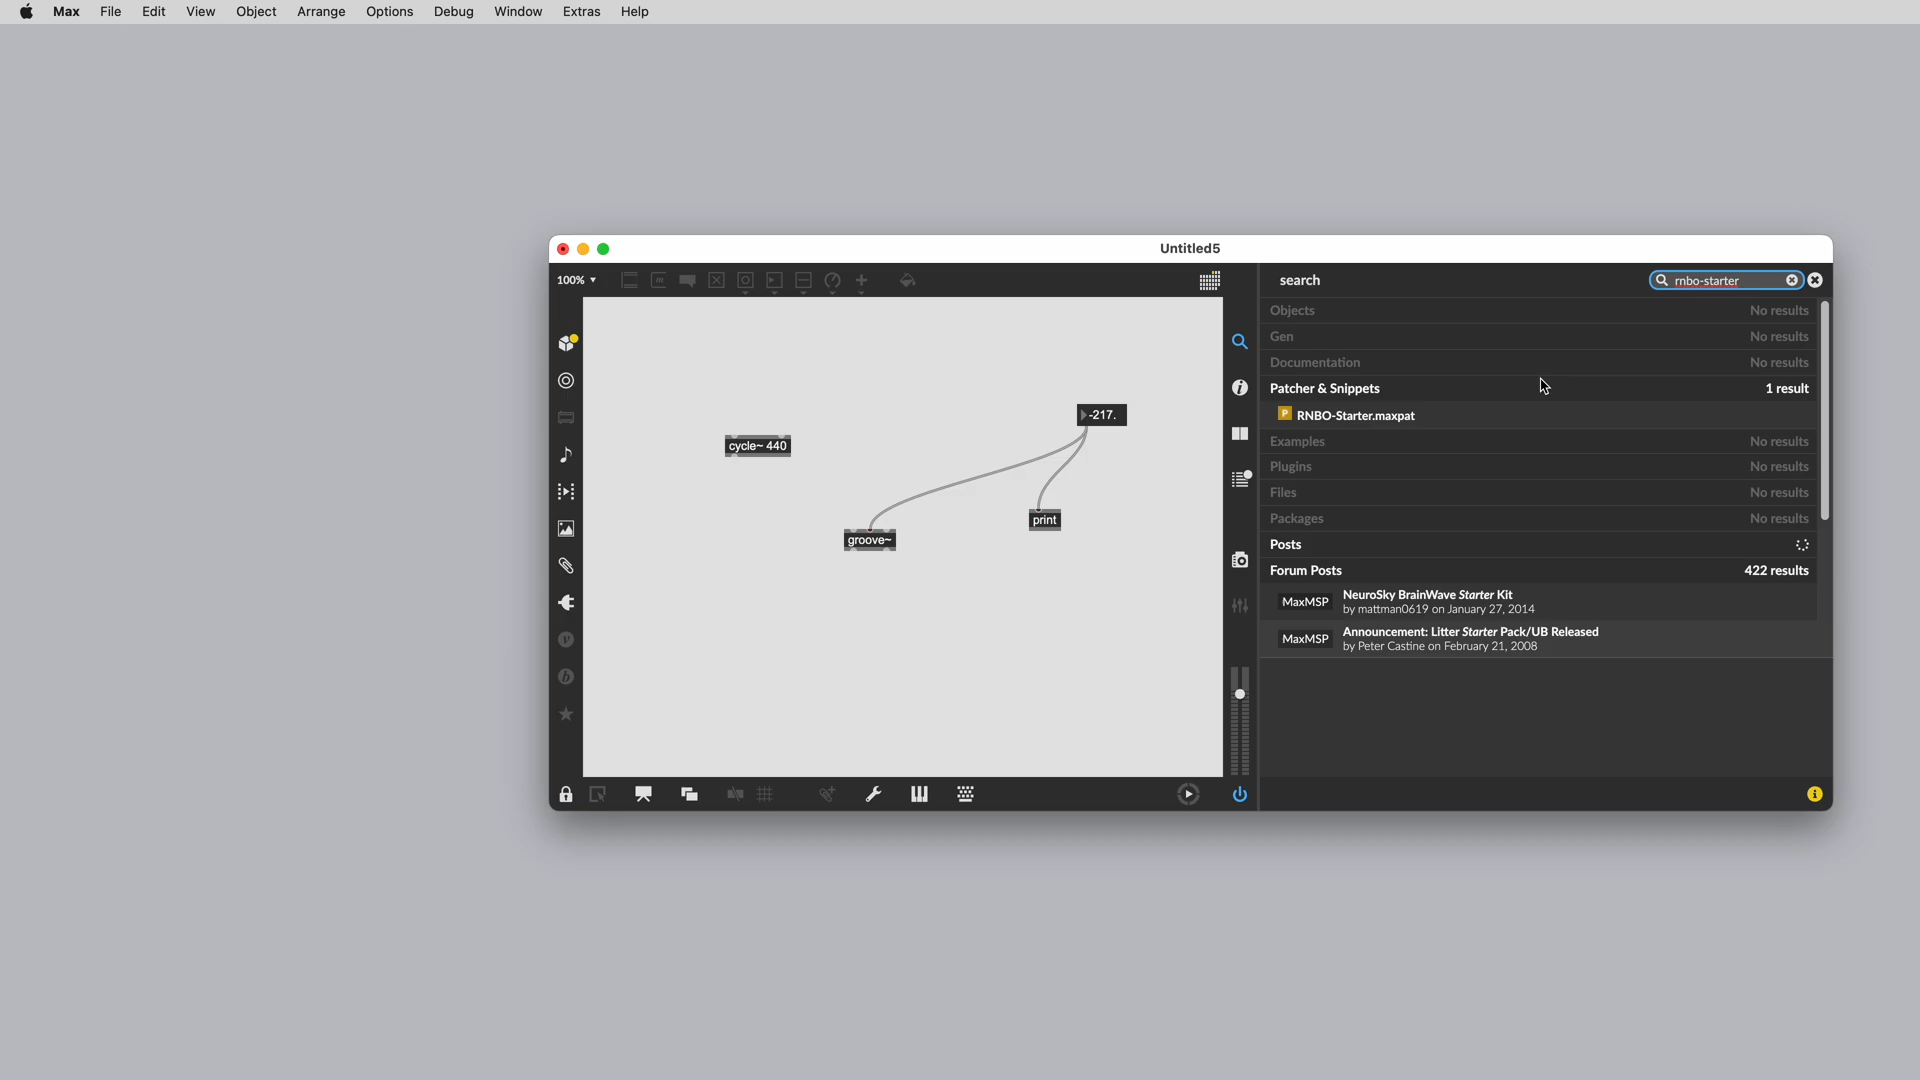 Max File Edit View Object Arrange Options Debug Window Extras Help
Untitled5
100%
search
rnbo-starter
Objects No results
Gen No results
Documentation No results
Patcher & Snippets 1 result
P RNBO-Starter.maxpat
Examples No results
Plugins No results
Files No results
Packages No results
Posts
Forum Posts 422 results
MaxMSP NeuroSky BrainWave Starter Kit
by mattman0619 on January 27, 2014
MaxMSP Announcement: Litter Starter Pack/UB Released
by Peter Castine on February 21, 2008
-217.
cycle~ 440
print
groove~